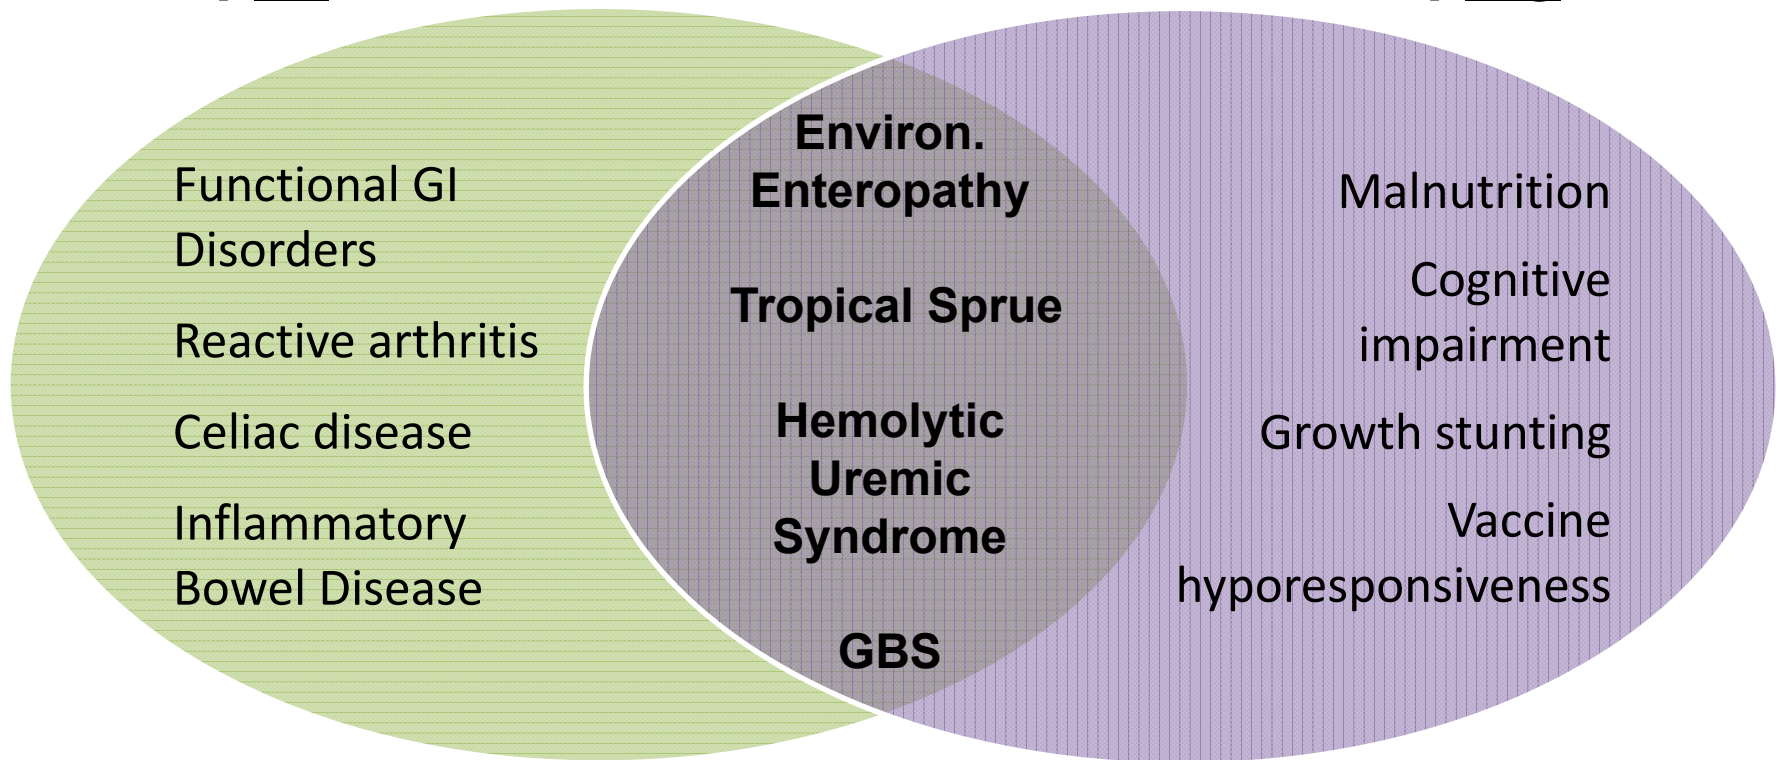 Functional GI
Disorders
Reactive arthritis
Celiac disease
Inflammatory
Bowel Disease
Environ.
Enteropathy
Tropical Sprue
Hemolytic
Uremic
Syndrome
GBS
Malnutrition
Cognitive
impairment
Growth stunting
Vaccine
hyporesponsiveness